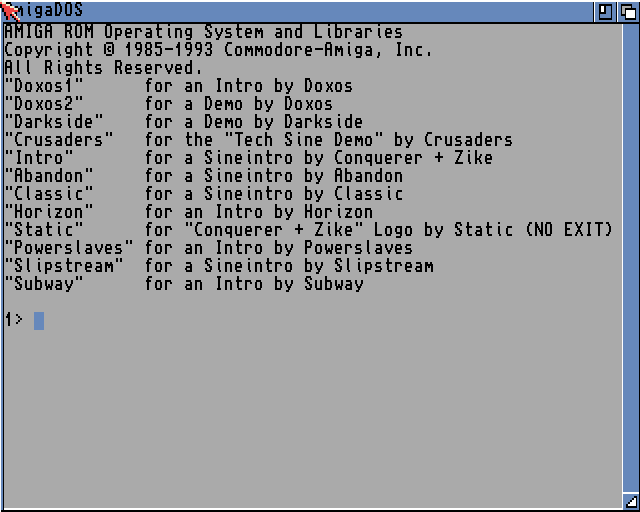 AmigaDOS
AMIGA ROM Operating System and Libraries
Copyright © 1985-1993 Commodore-Amiga, Inc.
All Rights Reserved.
"Doxos1" for an Intro by Doxos
"Doxos2" for a Demo by Doxos
"Darkside" for a Demo by Darkside
"Crusaders" for the "Tech Sine Demo" by Crusaders
"Intro" for a Sineintro by Conquerer + Zike
"Abandon" for a Sineintro by Abandon
"Classic" for a Sineintro by Classic
"Horizon" for an Intro by Horizon
"Static" for "Conquerer + Zike" Logo by Static (NO EXIT)
"Powerslaves" for an Intro by Powerslaves
"Slipstream" for a Sineintro by Slipstream
"Subway" for an Intro by Subway
1>